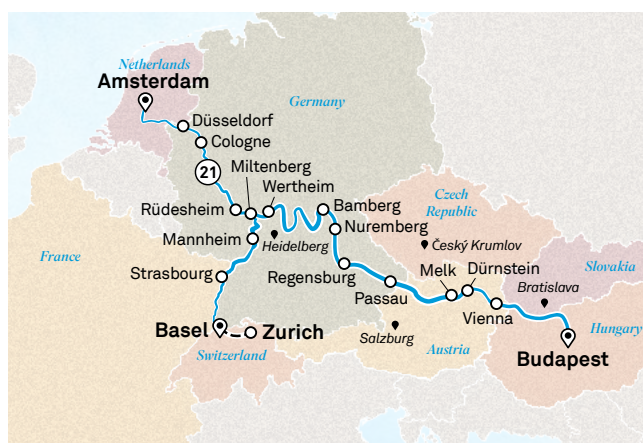 Netherlands
Amsterdam
Germany
Düsseldorf
Cologne
21
Miltenberg
Wertheim
Rüdesheim
Bamberg
Czech
Republic
Mannheim
Heidelberg
Nuremberg
Český Krumlov
France
Strasbourg
Regensburg
Melk
Dürnstein
Slovakia
Passau
Bratislava
Vienna
Basel
Zurich
Salzburg
Hungary
Switzerland
Austria
Budapest